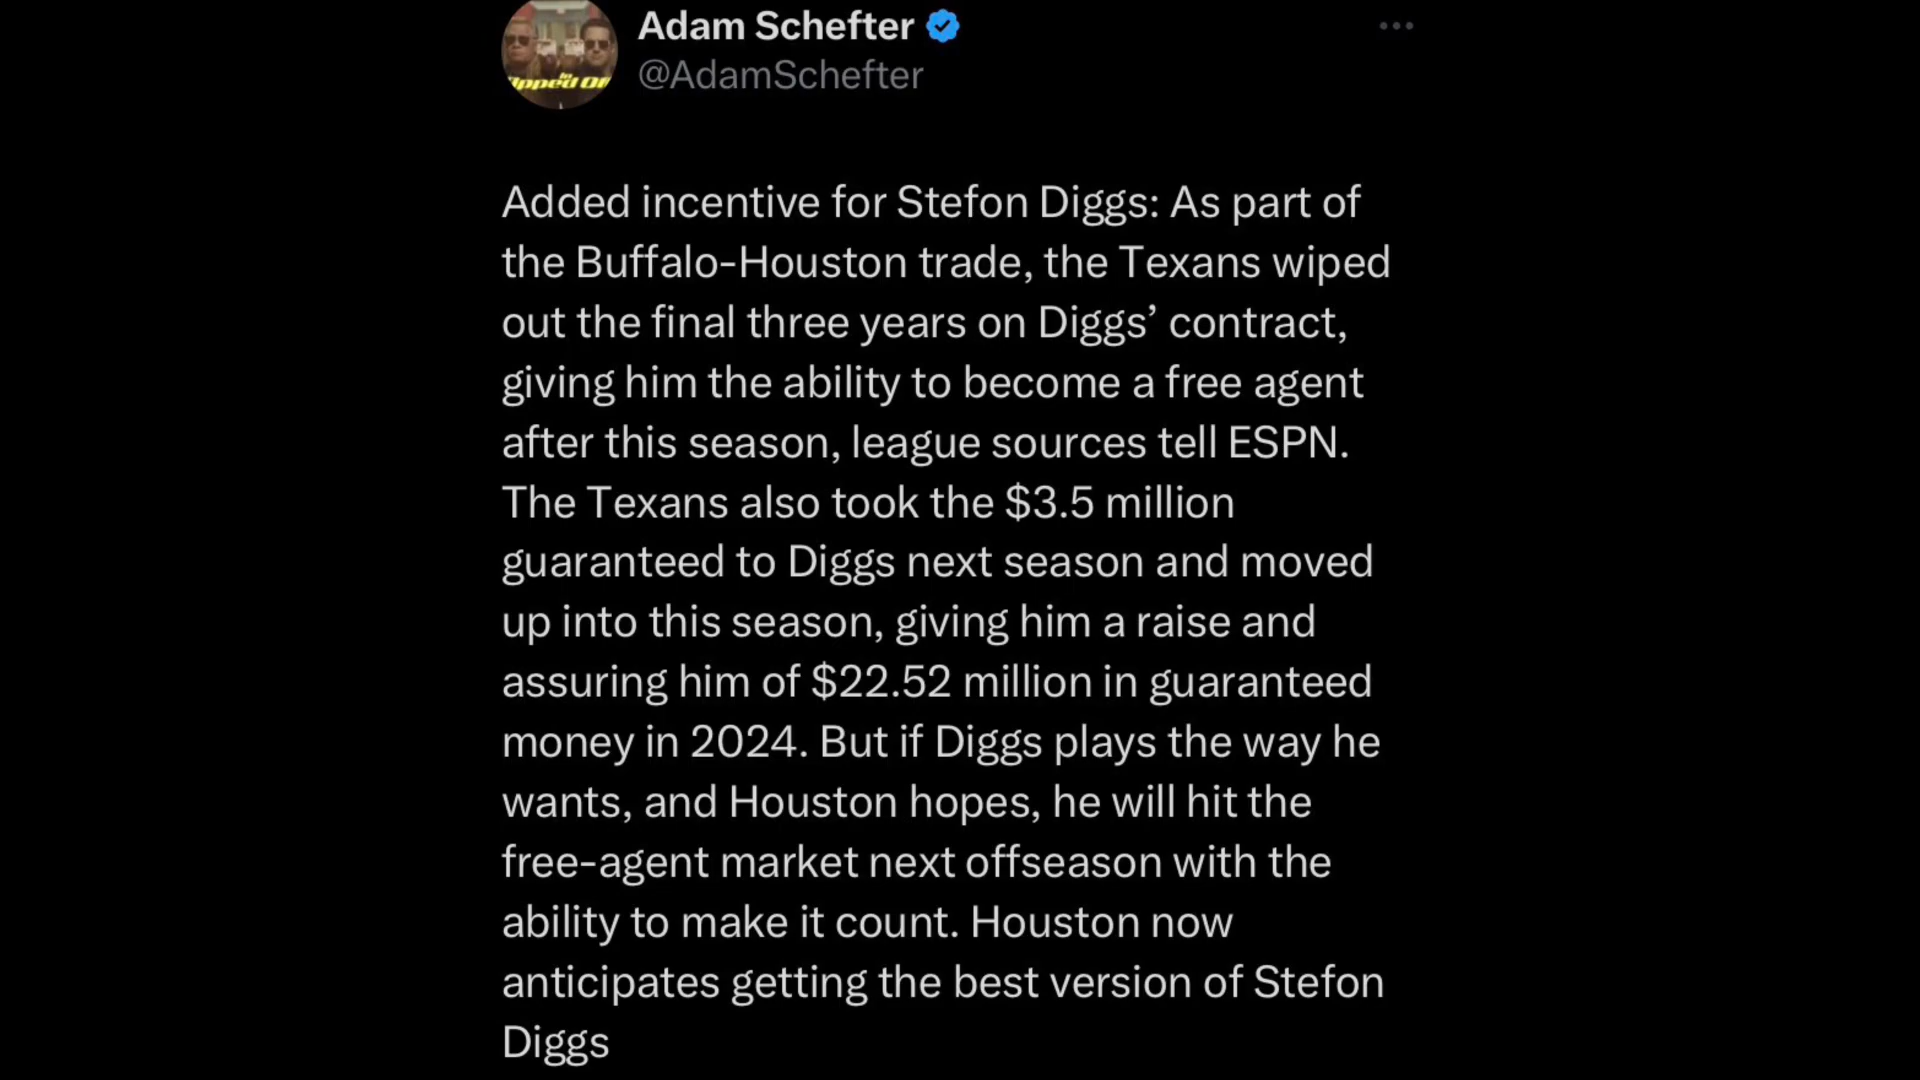 Adam Schefter
@AdamSchefter
Added incentive for Stefon Diggs: As part of
the Buffalo-Houston trade, the Texans wiped
out the final three years on Diggs’ contract,
giving him the ability to become a free agent
after this season, league sources tell ESPN.
The Texans also took the $3.5 million
guaranteed to Diggs next season and moved
up into this season, giving him a raise and
assuring him of $22.52 million in guaranteed
money in 2024. But if Diggs plays the way he
wants, and Houston hopes, he will hit the
free-agent market next offseason with the
ability to make it count. Houston now
anticipates getting the best version of Stefon
Diggs